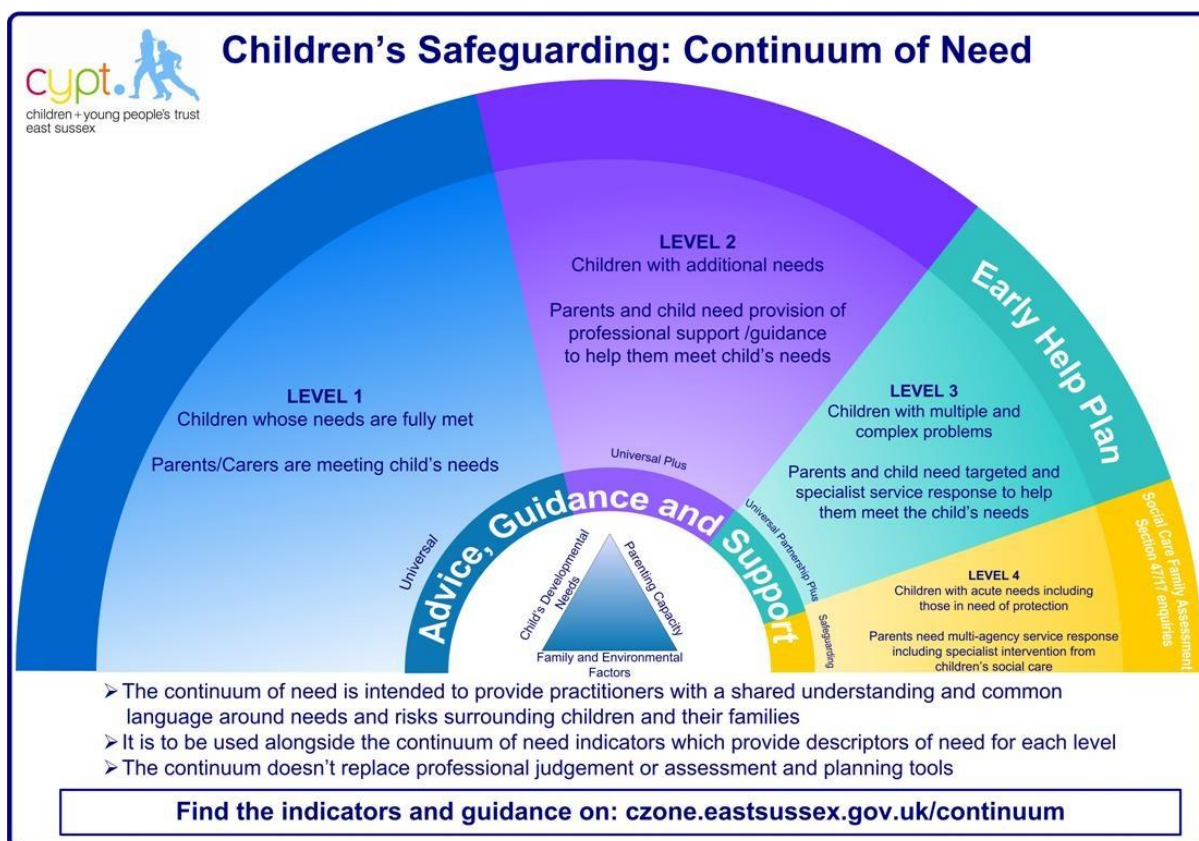 Children's Safeguarding: Continuum of Need
cypt.
children+young people's trust
east sussex
LEVEL 1
Children whose needs are fully met
Parents/Carers are meeting child's needs
LEVEL 2
Children with additional needs
Parents and child need provision of
professional support /guidance
to help them meet child's needs
LEVEL 3
Children with multiple and
complex problems
Parents and child need targeted and
specialist service response to help
them meet the child's needs
LEVEL 4
Children with acute needs including
those in need of protection
Parents need multi-agency service response
including specialist intervention from
children's social care
Early Help Plan
Social Care Family Assessment
Section 47/17 enquiries
Universal
Universal Plus
Universal Partnership Plus
Safeguarding
Advice, Guidance and Support
Child's Developmental
Needs
Parenting Capacity
Family and Environmental
Factors
➢ The continuum of need is intended to provide practitioners with a shared understanding and common
language around needs and risks surrounding children and their families
➢ It is to be used alongside the continuum of need indicators which provide descriptors of need for each level
➢ The continuum doesn't replace professional judgement or assessment and planning tools
Find the indicators and guidance on: czone.eastsussex.gov.uk/continuum